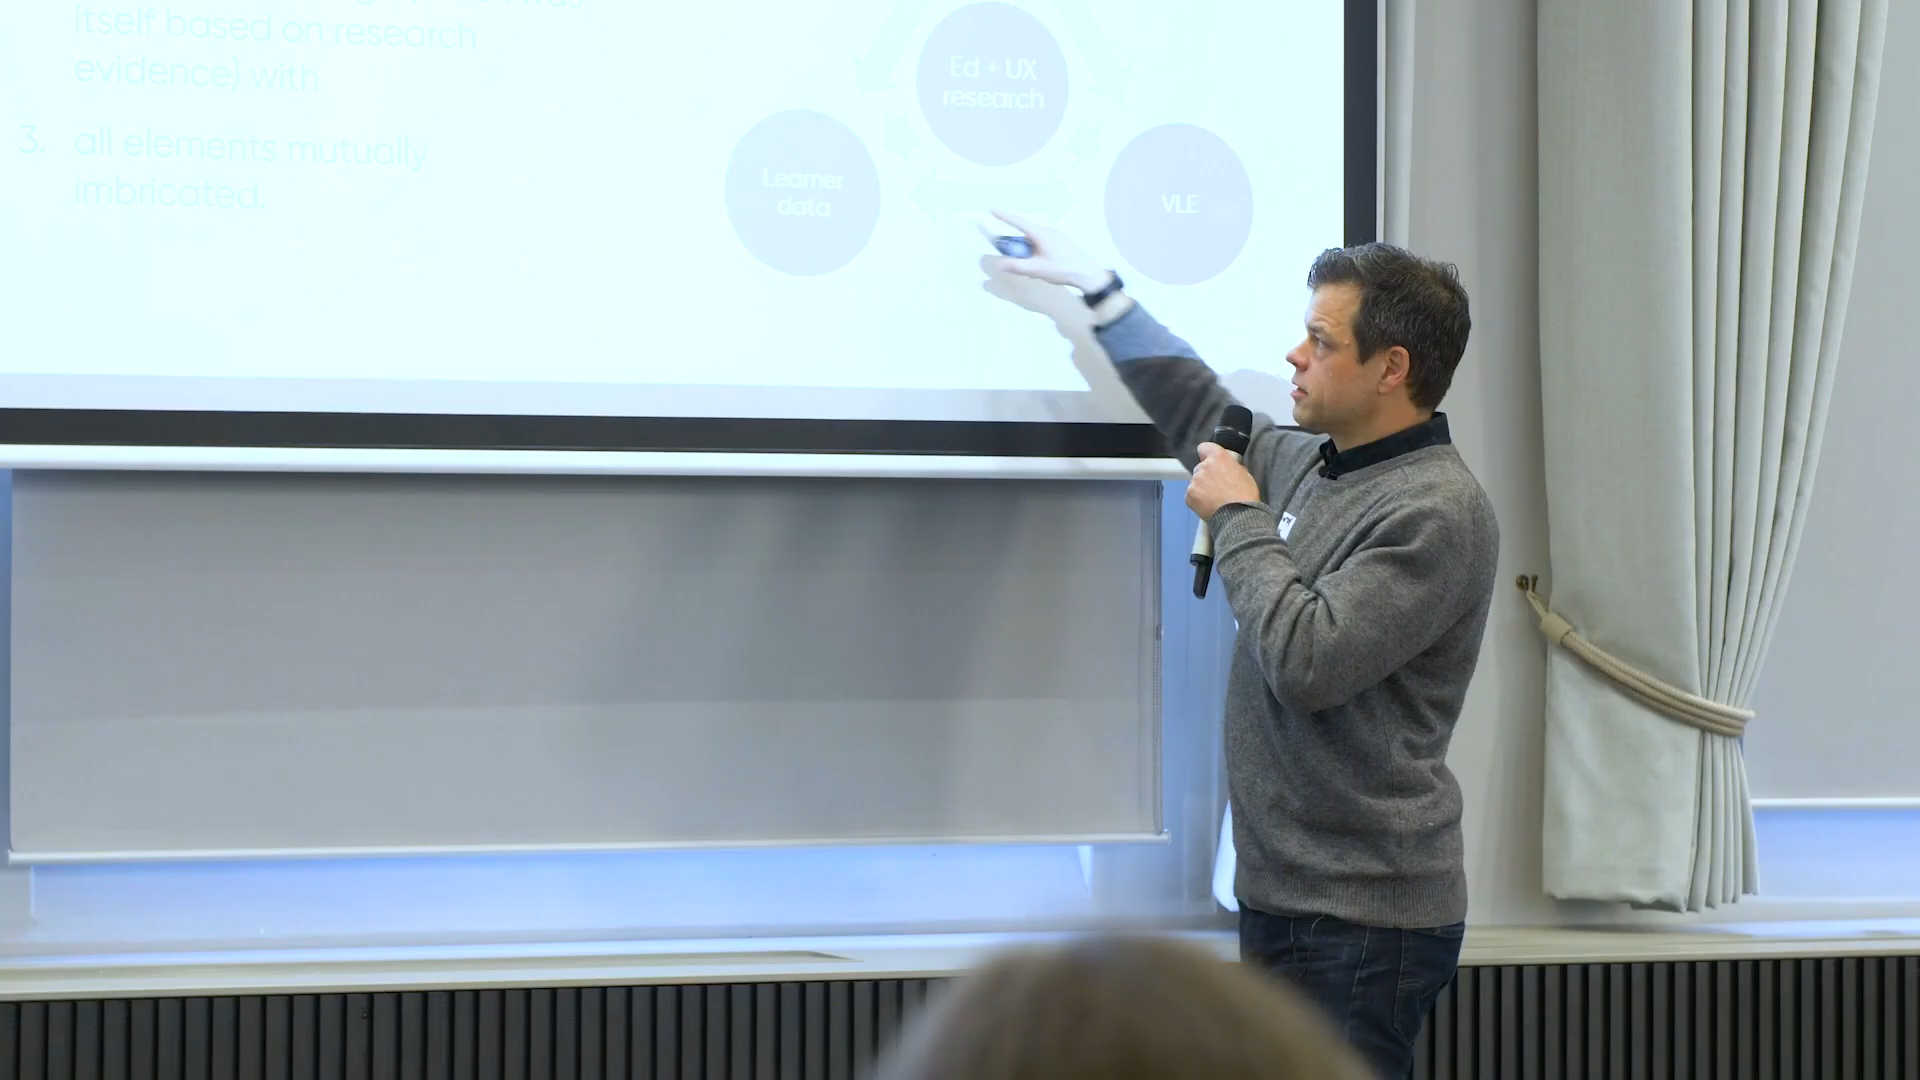 itself based on research
evidence) with
3. all elements mutually
imbricated.
Ed + UX
research
Learner
data
VLE